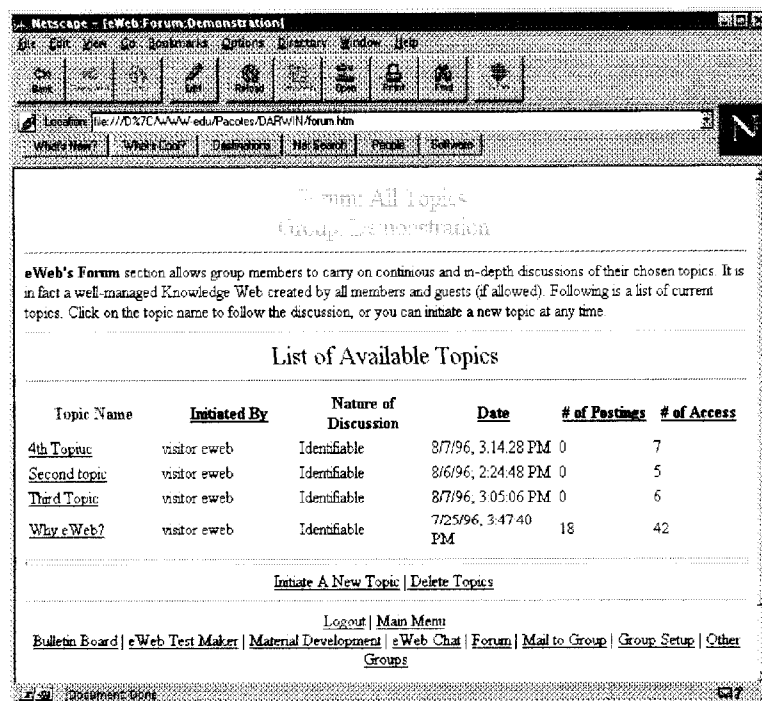 Netscape - [eWeb:Forum:Demonstration]
File Edit View Go Bookmarks Options Directory Window Help
Back Edit Reload Open Print Find
Location: file:///D%7C/WWW-edu/Pacotes/DARWIN/forum.htm
What's New? What's Cool? Destinations Net Search People Software
N
Forum: All Topics
Group: Demonstration
eWeb's Forum section allows group members to carry on continious and in-depth discussions of their chosen topics. It is
in fact a well-managed Knowledge Web created by all members and guests (if allowed). Following is a list of current
topics. Click on the topic name to follow the discussion, or you can initiate a new topic at any time.
List of Available Topics
Topic Name Initiated By Nature of Discussion Date # of Postings # of Access
4th Topiuc visitor eweb Identifiable 8/7/96, 3:14:28 PM 0 7
Second topic visitor eweb Identifiable 8/6/96, 2:24:48 PM 0 5
Third Topic visitor eweb Identifiable 8/7/96, 3:05:06 PM 0 6
Why eWeb? visitor eweb Identifiable 7/25/96, 3:47:40 PM 18 42
Initiate A New Topic | Delete Topics
Logout | Main Menu
Bulletin Board | eWeb Test Maker | Material Development | eWeb Chat | Forum | Mail to Group | Group Setup | Other
Groups
Document: Done